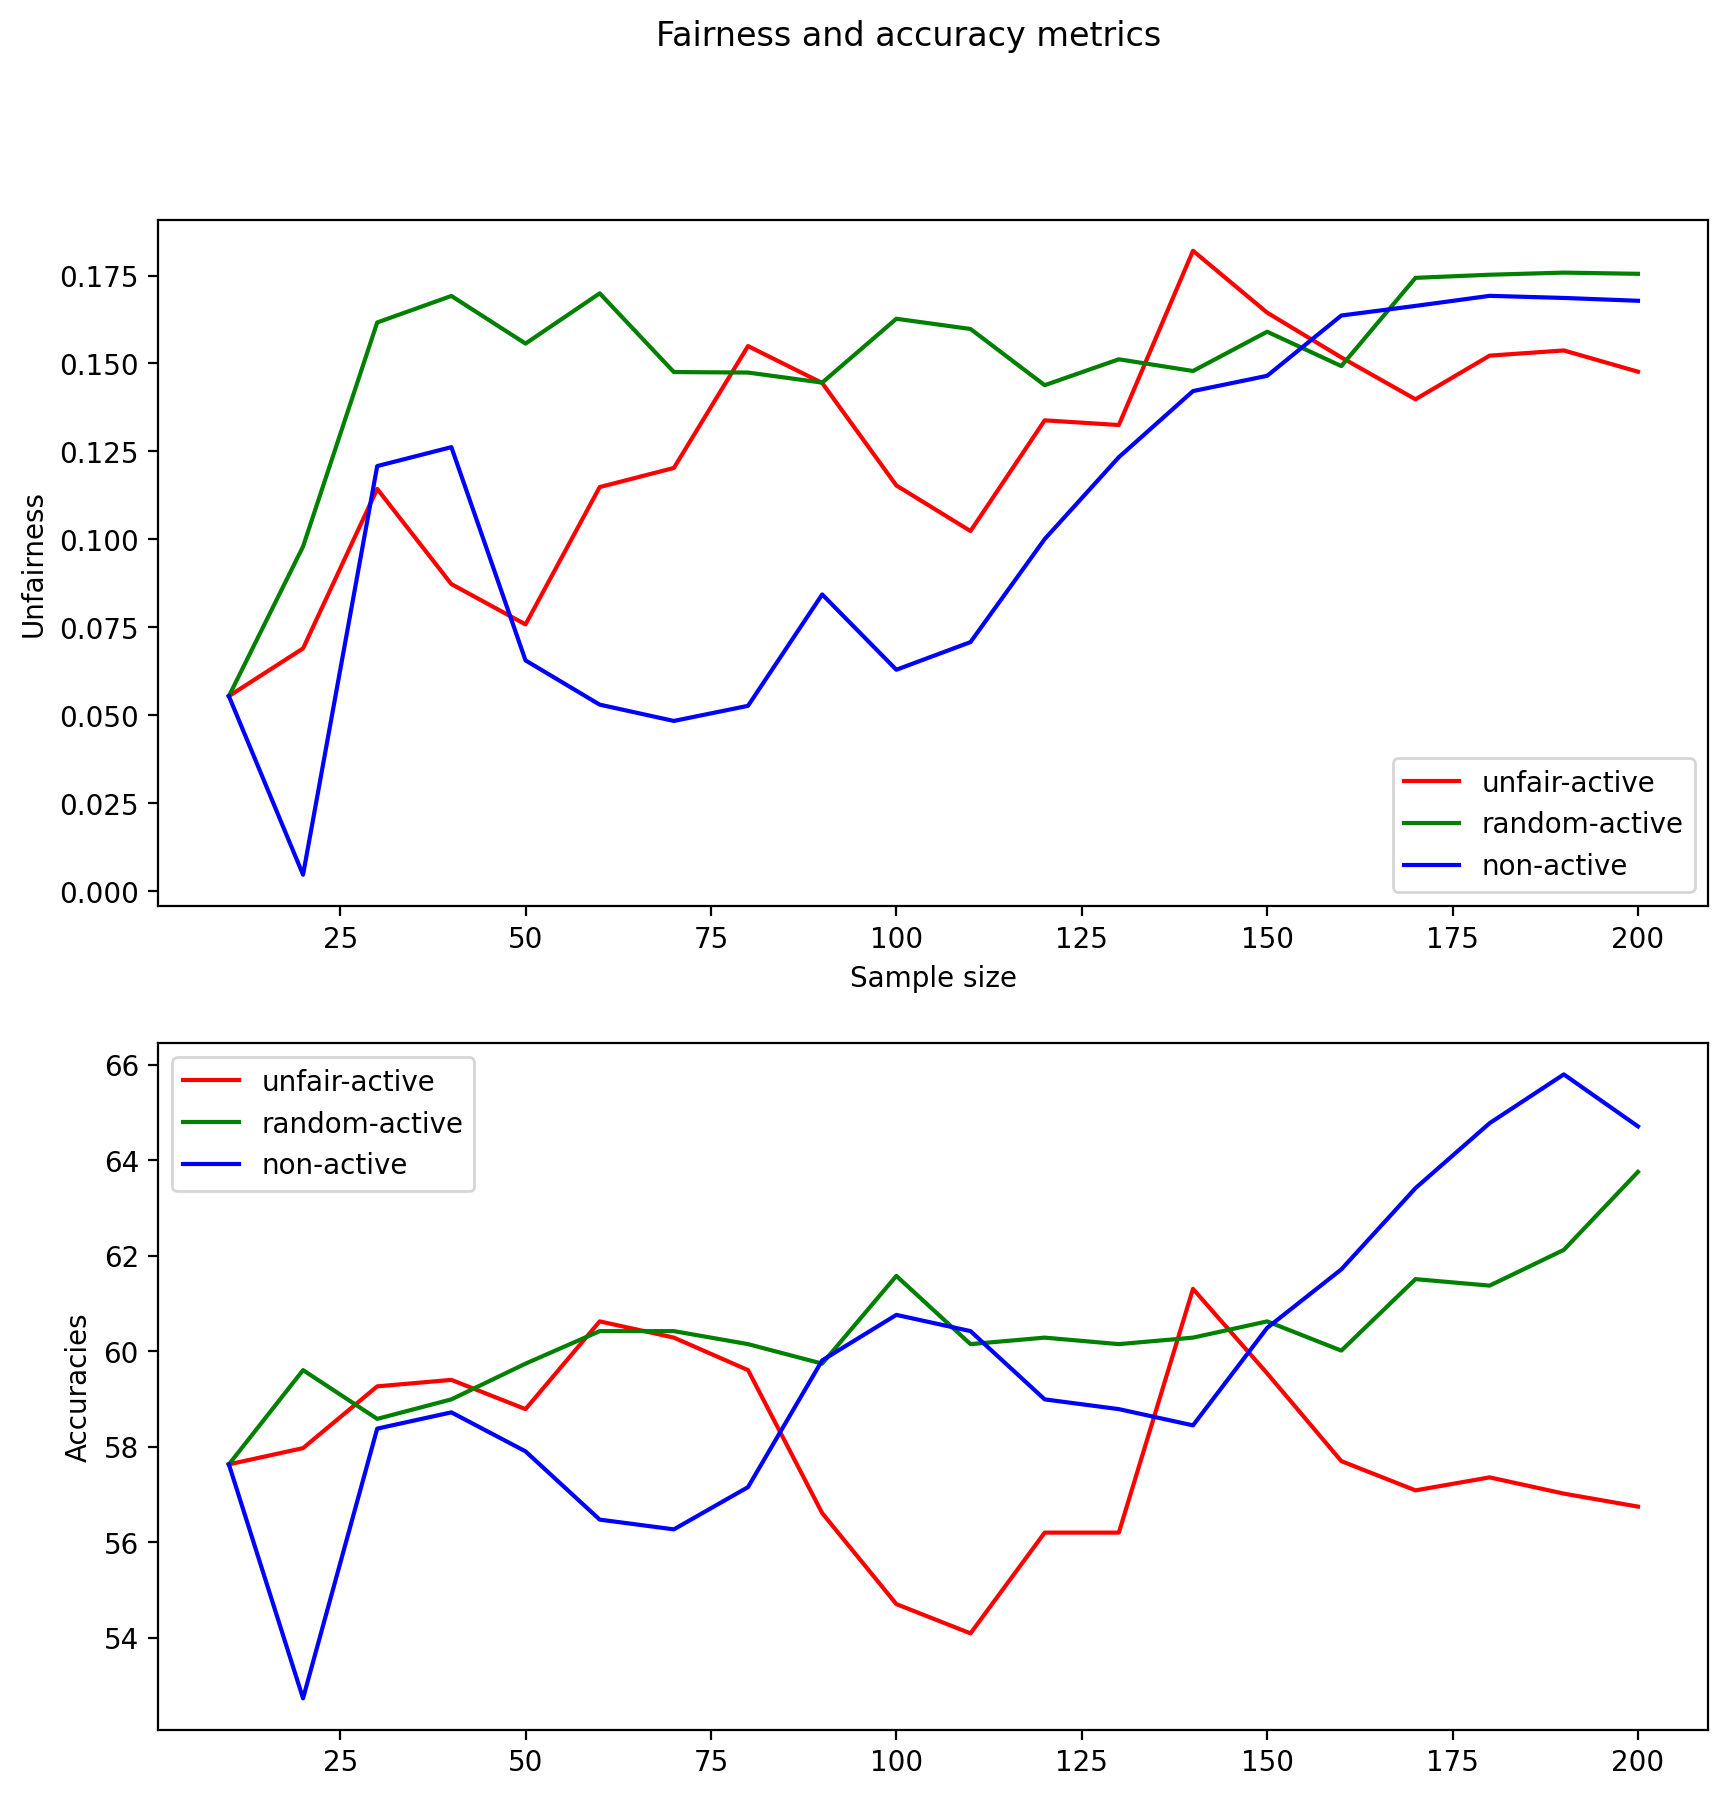 Fairness and accuracy metrics
0.175
0.150
0.125
0.100
0.075
0.050
0.025
0.000
Unfairness
unfair-active
random-active
non-active
25 50 75 100 125 150 175 200
Sample size
66
64
62
60
58
56
54
Accuracies
unfair-active
random-active
non-active
25 50 75 100 125 150 175 200